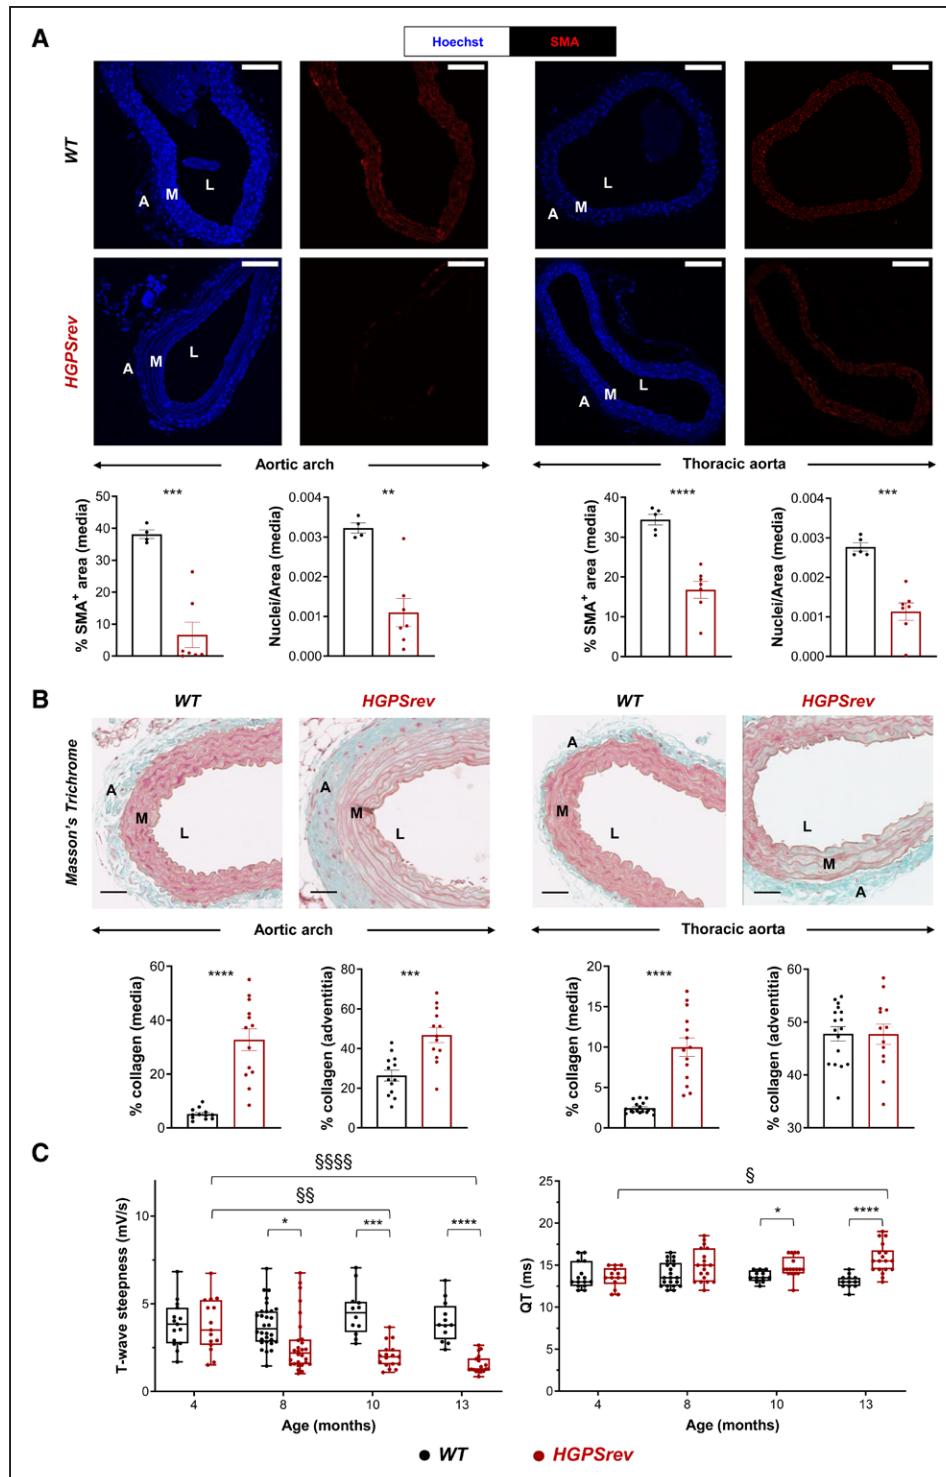 A
Hoechst SMA
WT
A M L
A M L
HGPSrev
A M L
A M L
Aortic arch
Thoracic aorta
% SMA+ area (media)
50
40
30
20
10
0
***
Nuclei/Area (media)
0.004
0.003
0.002
0.001
0.000
**
% SMA+ area (media)
40
30
20
10
0
****
Nuclei/Area (media)
0.004
0.003
0.002
0.001
0.000
***
B
WT HGPSrev WT HGPSrev
Masson's Trichrome
A M L
A M L
A M L
L M A
Aortic arch
Thoracic aorta
% collagen (media)
60
40
20
0
****
% collagen (adventitia)
80
60
40
20
0
***
% collagen (media)
20
15
10
5
0
****
% collagen (adventitia)
60
50
40
30
C
T-wave steepness (mV/s)
10
5
0
§§§§
§§
* *** ****
4 8 10 13
Age (months)
QT (ms)
25
20
15
10
5
0
§
* ****
4 8 10 13
Age (months)
WT HGPSrev